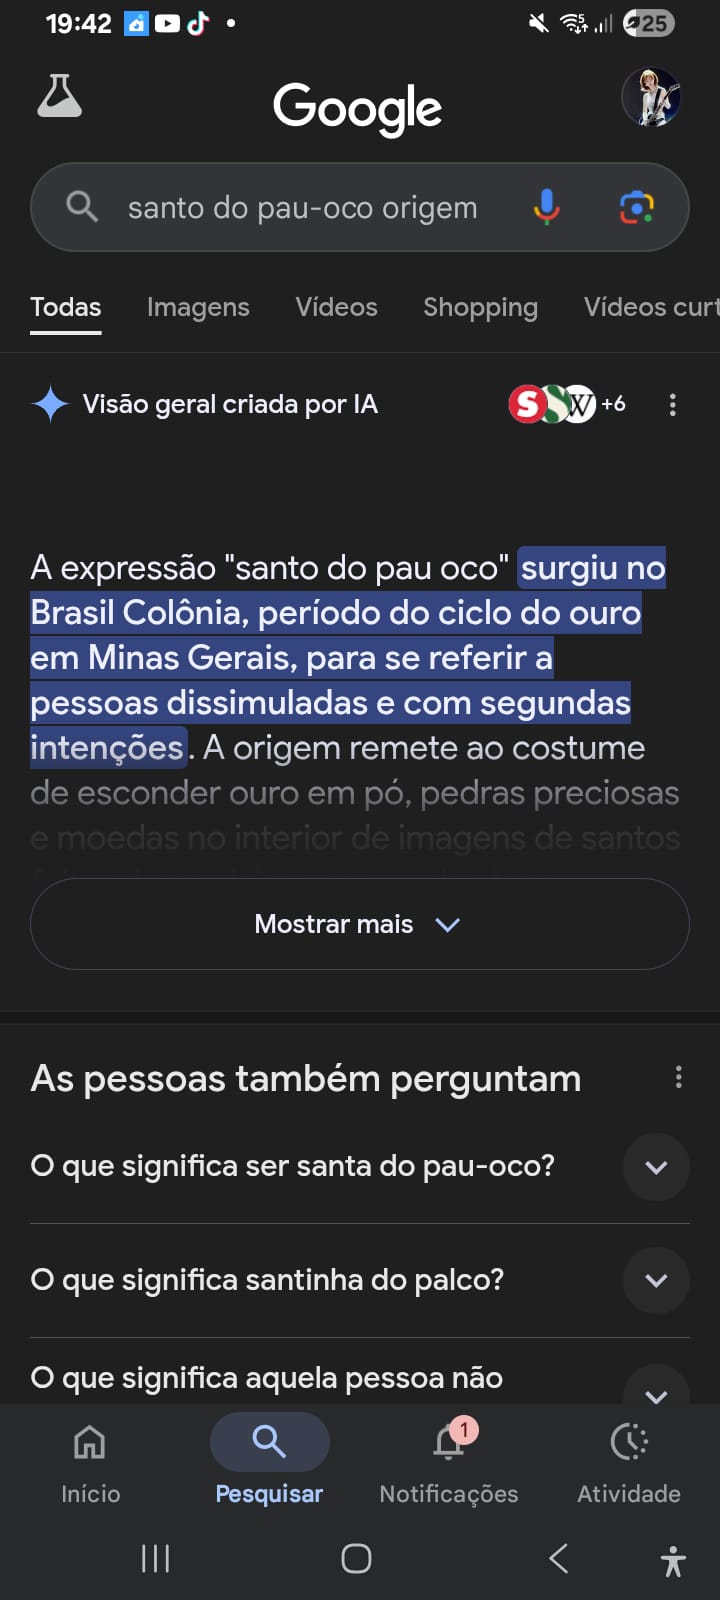 19:42
25
Google
santo do pau-oco origem
Todas Imagens Vídeos Shopping Vídeos curt
Visão geral criada por IA
S W +6
A expressão "santo do pau oco" surgiu no
Brasil Colônia, período do ciclo do ouro
em Minas Gerais, para se referir a
pessoas dissimuladas e com segundas
intenções. A origem remete ao costume
de esconder ouro em pó, pedras preciosas
e moedas no interior de imagens de santos
Mostrar mais
As pessoas também perguntam
O que significa ser santa do pau-oco?
O que significa santinha do palco?
O que significa aquela pessoa não
1
Início Pesquisar Notificações Atividade